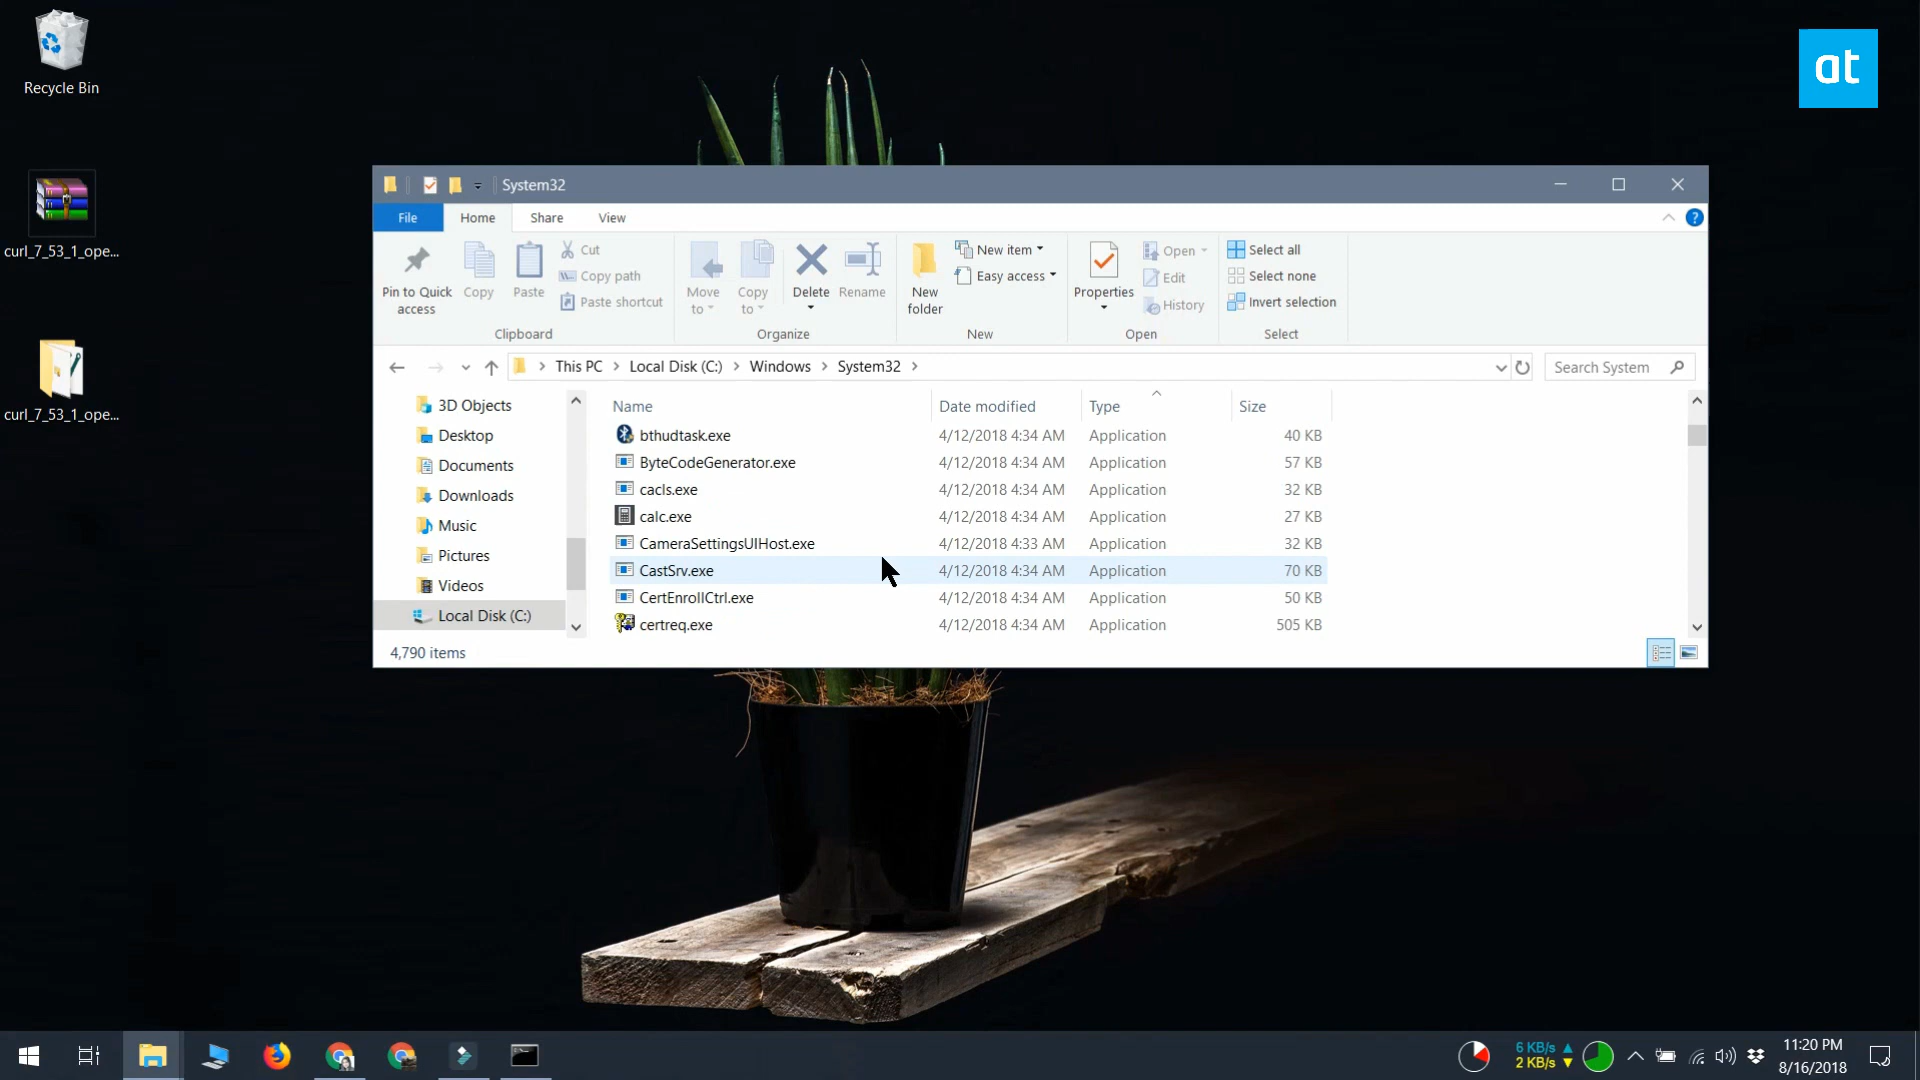 Recycle Bin
at
curl_7_53_1_ope...
curl_7_53_1_ope...
System32
File Home Share View
Pin to Quick access
Copy
Paste
Cut
Copy path
Paste shortcut
Clipboard
Move to
Copy to
Delete
Rename
Organize
New folder
New item
Easy access
New
Properties
Open
Edit
History
Open
Select all
Select none
Invert selection
Select
This PC Local Disk (C:) Windows System32
Search System
3D Objects
Desktop
Documents
Downloads
Music
Pictures
Videos
Local Disk (C:)
Name Date modified Type Size
bthudtask.exe 4/12/2018 4:34 AM Application 40 KB
ByteCodeGenerator.exe 4/12/2018 4:34 AM Application 57 KB
cacls.exe 4/12/2018 4:34 AM Application 32 KB
calc.exe 4/12/2018 4:34 AM Application 27 KB
CameraSettingsUIHost.exe 4/12/2018 4:33 AM Application 32 KB
CastSrv.exe 4/12/2018 4:34 AM Application 70 KB
CertEnrollCtrl.exe 4/12/2018 4:34 AM Application 50 KB
certreq.exe 4/12/2018 4:34 AM Application 505 KB
4,790 items
6 KB/s
2 KB/s
11:20 PM
8/16/2018